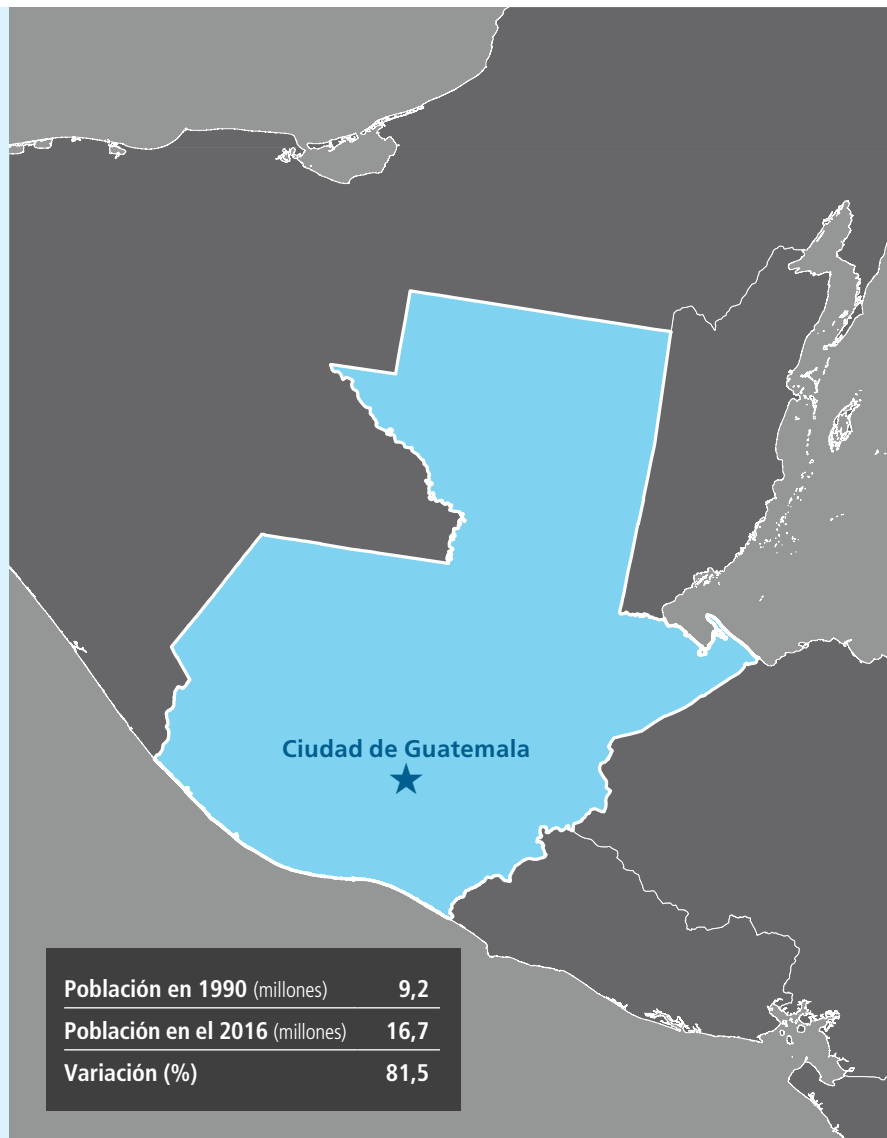 Ciudad de Guatemala
Población en 1990 (millones) 9,2
Población en el 2016 (millones) 16,7
Variación (%) 81,5